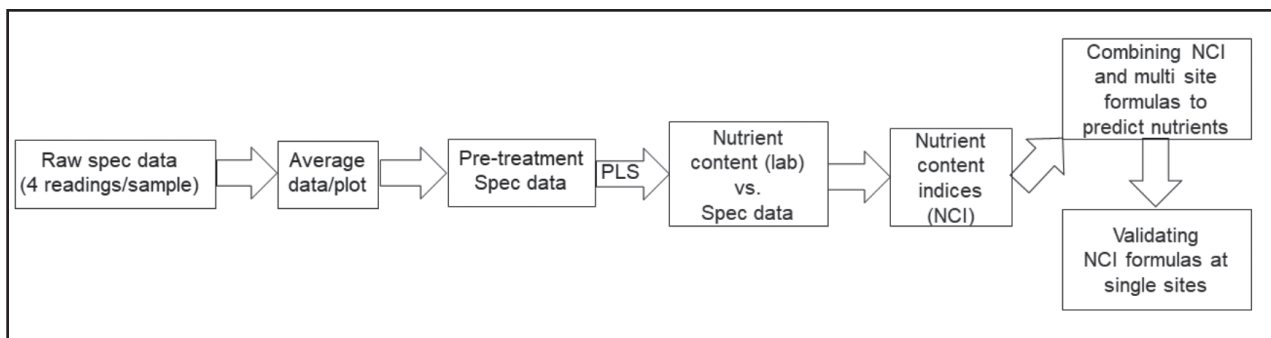 Raw spec data
(4 readings/sample)
Average
data/plot
Pre-treatment
Spec data
PLS
Nutrient
content (lab)
vs.
Spec data
Nutrient
content
indices
(NCI)
Combining NCI
and multi site
formulas to
predict nutrients
Validating
NCI formulas at
single sites